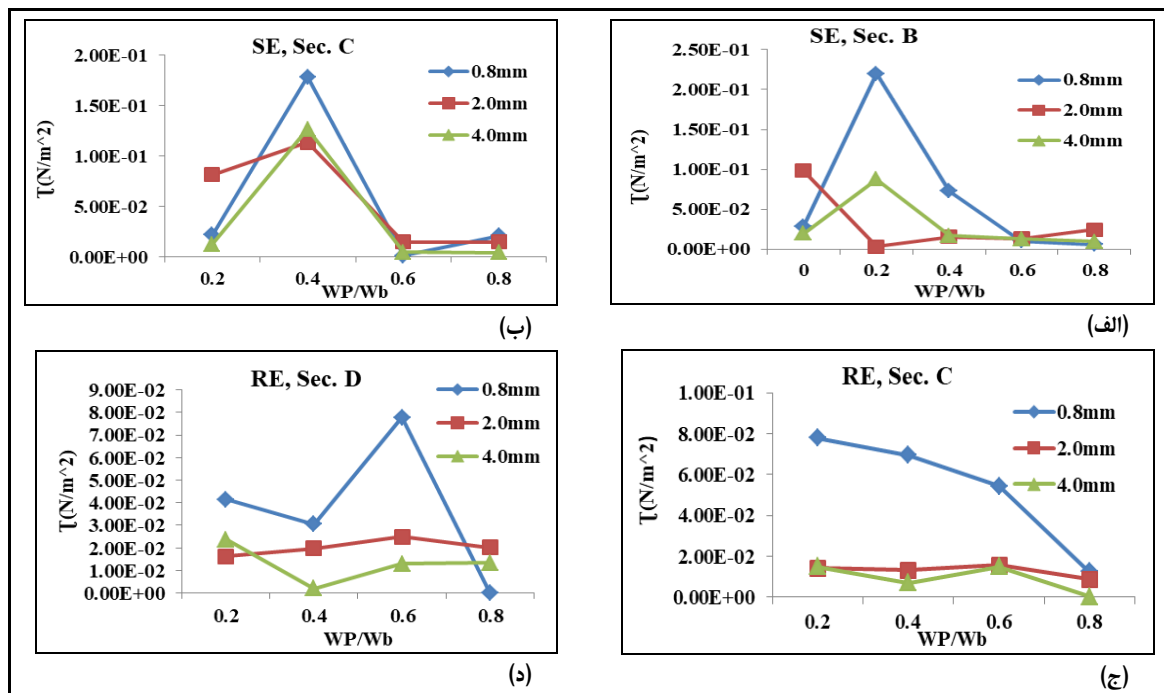 SE, Sec. B
2.50E-01
2.00E-01
1.50E-01
1.00E-01
5.00E-02
0.00E+00
Ʈ(N/m^2)
0 0.2 0.4 0.6 0.8
WP/Wb
0.8mm
2.0mm
4.0mm
(الف)
SE, Sec. C
2.00E-01
1.50E-01
1.00E-01
5.00E-02
0.00E+00
Ʈ(N/m^2)
0.2 0.4 0.6 0.8
WP/Wb
0.8mm
2.0mm
4.0mm
(ب)
RE, Sec. C
1.00E-01
8.00E-02
6.00E-02
4.00E-02
2.00E-02
0.00E+00
Ʈ(N/m^2)
0.2 0.4 0.6 0.8
WP/Wb
0.8mm
2.0mm
4.0mm
(ج)
RE, Sec. D
9.00E-02
8.00E-02
7.00E-02
6.00E-02
5.00E-02
4.00E-02
3.00E-02
2.00E-02
1.00E-02
0.00E+00
Ʈ(N/m^2)
0.2 0.4 0.6 0.8
WP/Wb
0.8mm
2.0mm
4.0mm
(د)